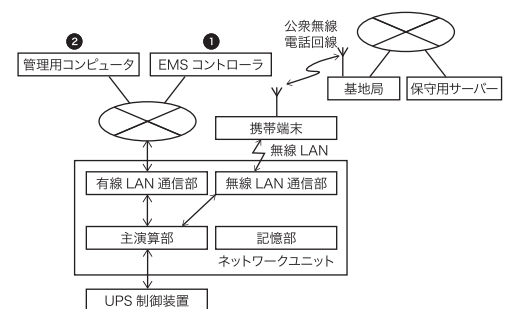 公衆無線
電話回線
❷
❶
管理用コンピュータ
EMS コントローラ
基地局
保守用サーバー
携帯端末
無線 LAN
有線 LAN 通信部
無線 LAN 通信部
主演算部
記憶部
ネットワークユニット
UPS 制御装置